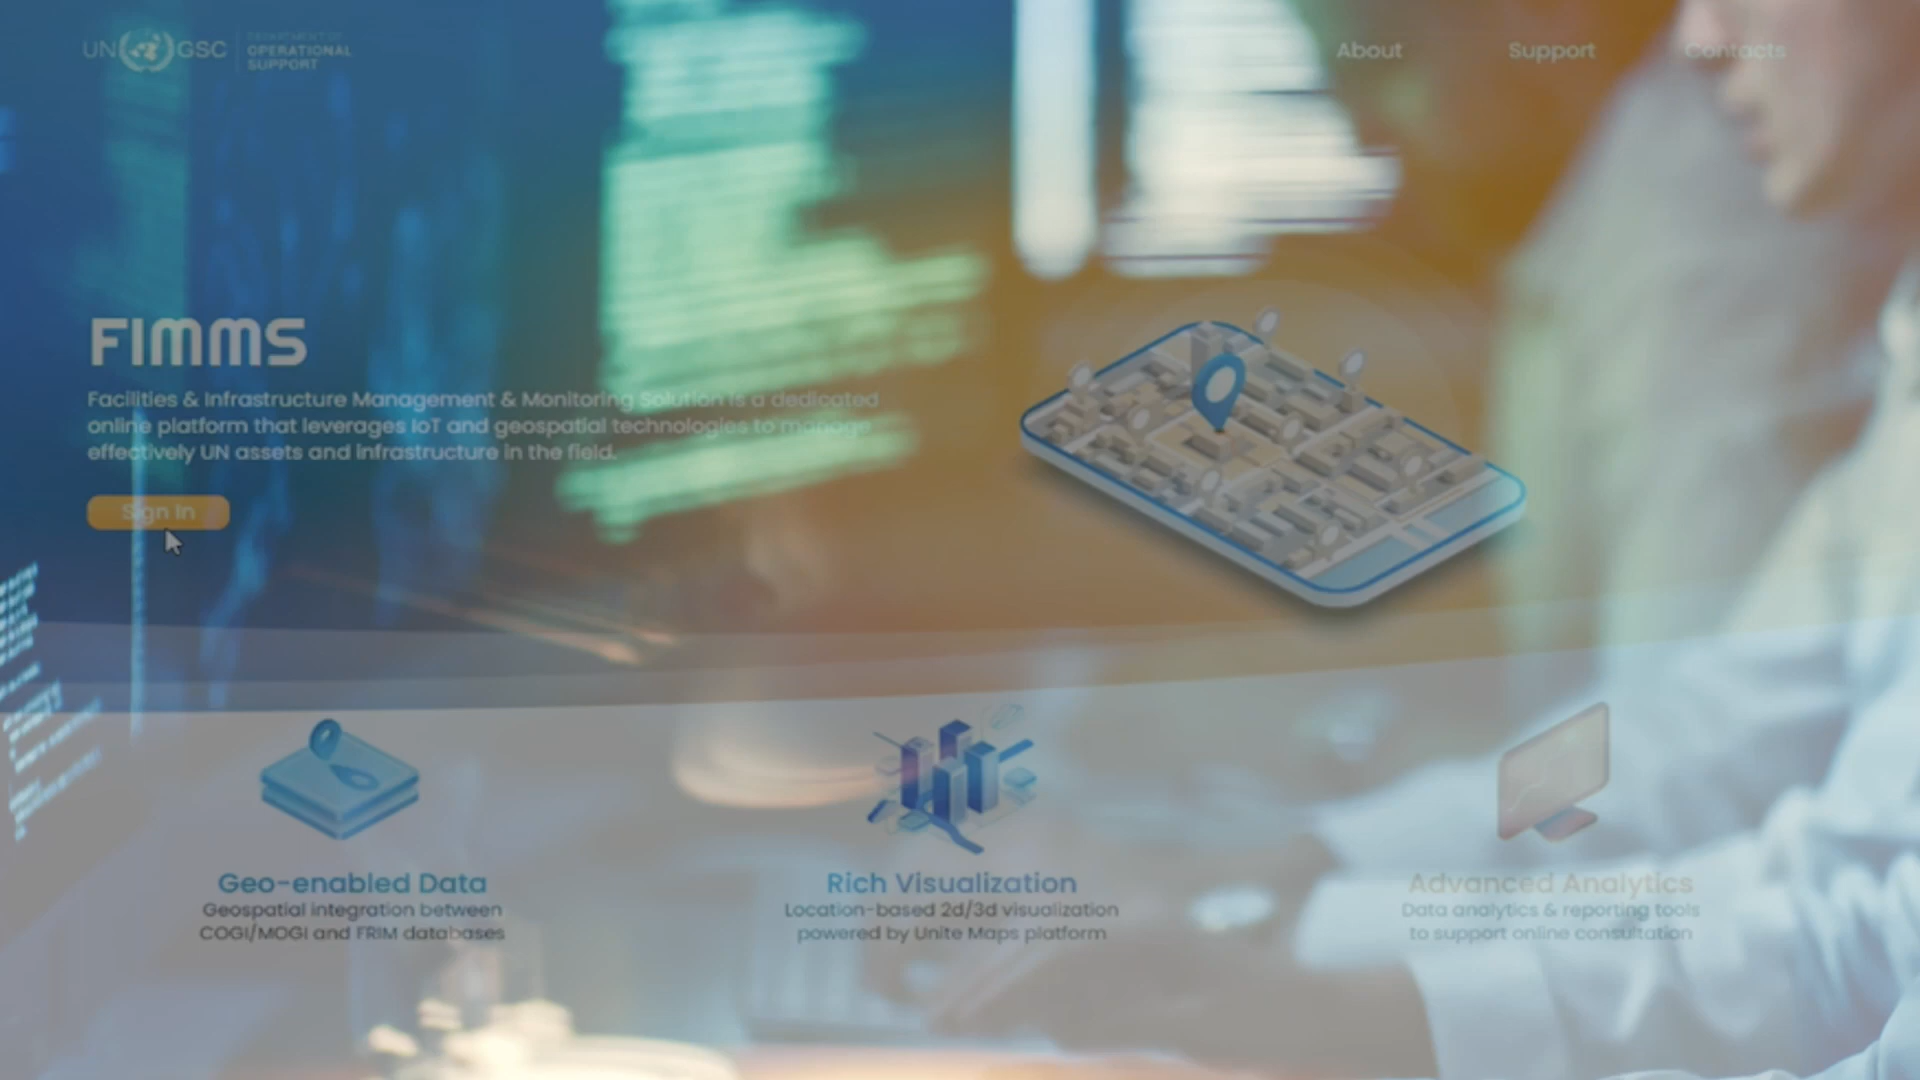 UN GSC
DEPARTMENT OF
OPERATIONAL
SUPPORT
About
Support
Contacts
FIMMS
Facilities & Infrastructure Management & Monitoring Solution is a dedicated
online platform that leverages IoT and geospatial technologies to manage
effectively UN assets and infrastructure in the field.
Sign In
Geo-enabled Data
Geospatial integration between
COGI/MOGI and FRIM databases
Rich Visualization
Location-based 2d/3d visualization
powered by Unite Maps platform
Advanced Analytics
Data analytics & reporting tools
to support online consultation